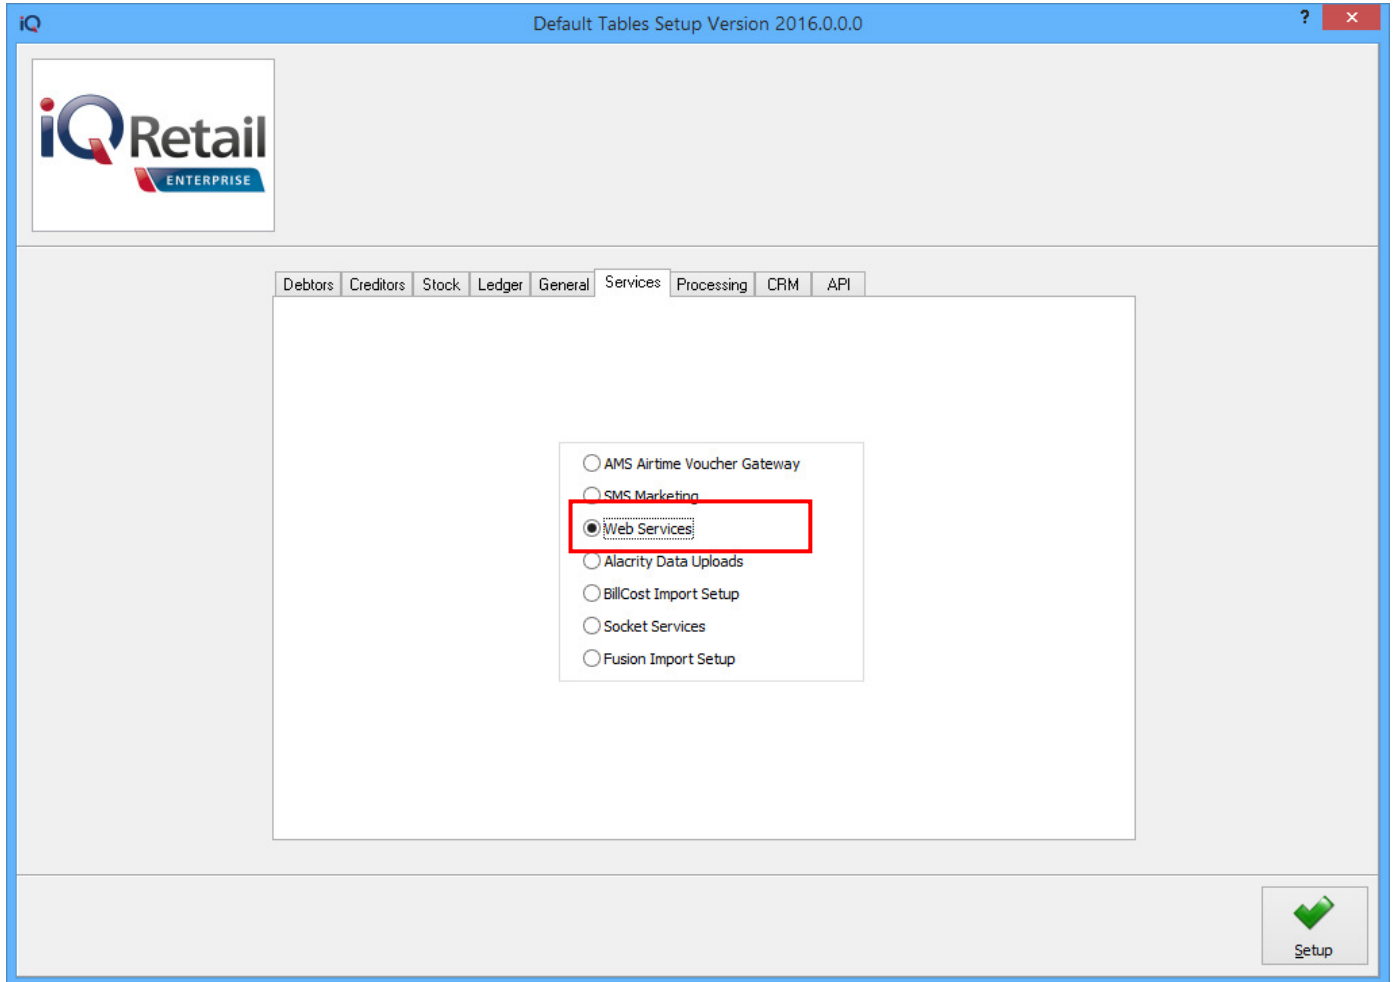 iQ Default Tables Setup Version 2016.0.0.0 ? ×
iQ Retail
ENTERPRISE
Debtors Creditors Stock Ledger General Services Processing CRM API
AMS Airtime Voucher Gateway
SMS Marketing
Web Services
Alacrity Data Uploads
BillCost Import Setup
Socket Services
Fusion Import Setup
Setup